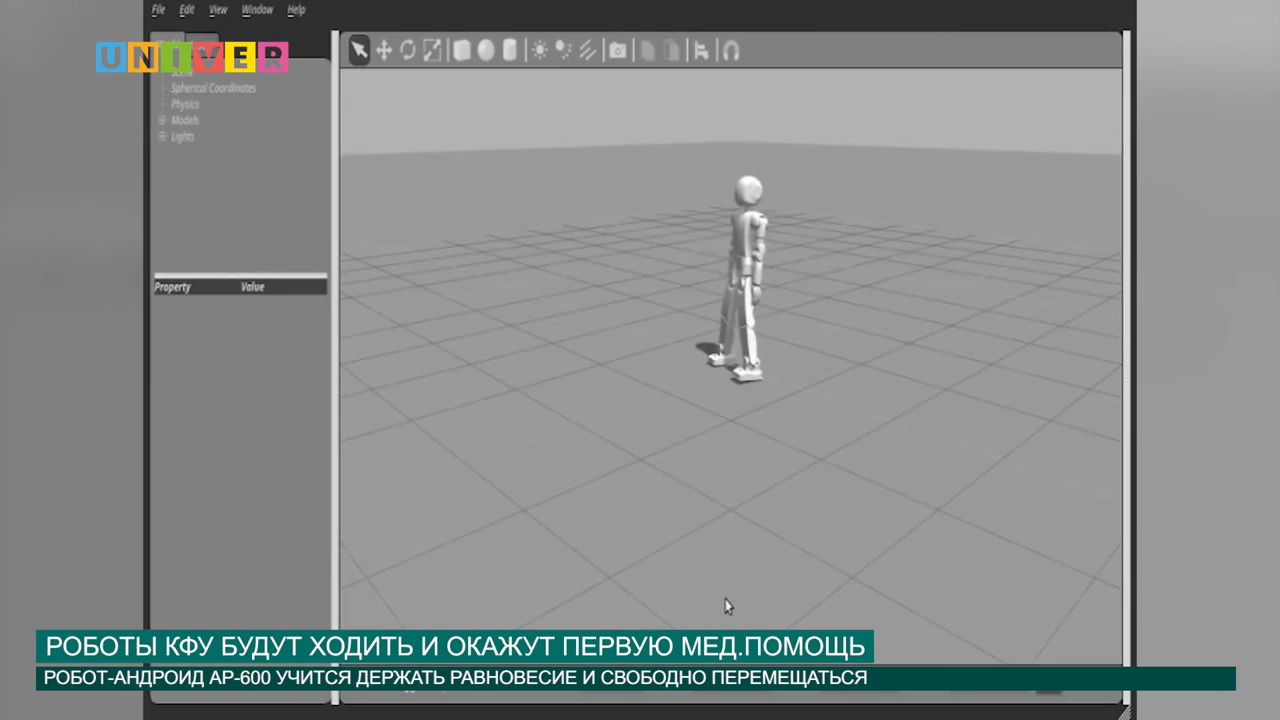 File Edit View Window Help
UNIVER
Scene
Spherical Coordinates
Physics
Models
Lights
Property Value
РОБОТЫ КФУ БУДУТ ХОДИТЬ И ОКАЖУТ ПЕРВУЮ МЕД.ПОМОЩЬ
РОБОТ-АНДРОИД АР-600 УЧИТСЯ ДЕРЖАТЬ РАВНОВЕСИЕ И СВОБОДНО ПЕРЕМЕЩАТЬСЯ